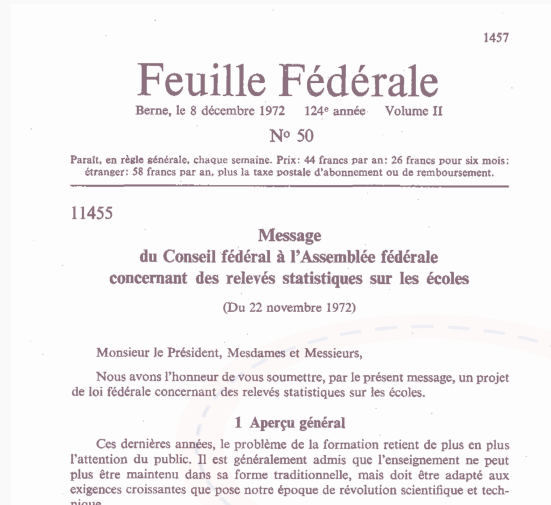 1457
Feuille Fédérale
Berne, le 8 décembre 1972 124e année Volume II
No 50
Paraît, en règle générale, chaque semaine. Prix: 44 francs par an: 26 francs pour six mois:
étranger: 58 francs par an, plus la taxe postale d'abonnement ou de remboursement.
11455
Message
du Conseil fédéral à l'Assemblée fédérale
concernant des relevés statistiques sur les écoles
(Du 22 novembre 1972)
Monsieur le Président, Mesdames et Messieurs,
Nous avons l'honneur de vous soumettre, par le présent message, un projet
de loi fédérale concernant des relevés statistiques sur les écoles.
1 Aperçu général
Ces dernières années, le problème de la formation retient de plus en plus
l'attention du public. Il est généralement admis que l'enseignement ne peut
plus être maintenu dans sa forme traditionnelle, mais doit être adapté aux
exigences croissantes que pose notre époque de révolution scientifique et tech-
nique.